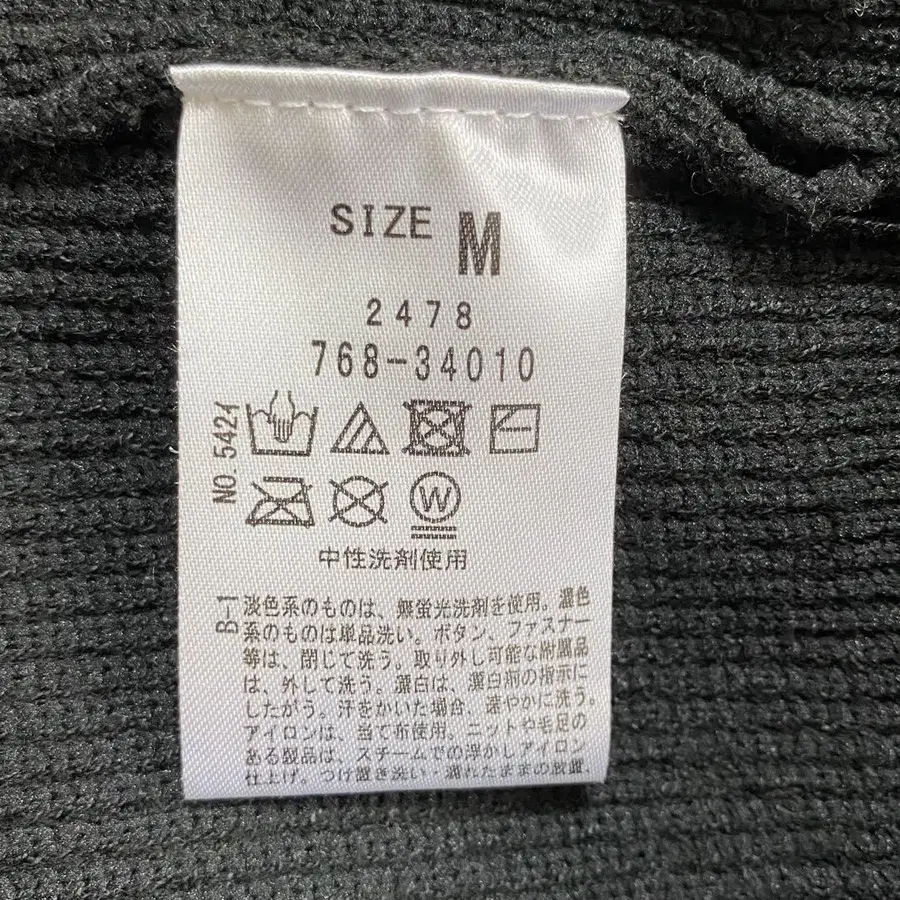 SIZE M
2478
768-34010
NO. 5421
W
中性洗剤使用
B-1
淡色系のものは、無蛍光洗剤を使用。濃色
系のものは単品洗い。ボタン、ファスナー
等は、閉じて洗う。取り外し可能な附属品
は、外して洗う。漂白は、漂白剤の指示に
したがう。汗をかいた場合、速やかに洗う。
アイロンは、当て布使用。ニットや毛足の
ある製品は、スチームでの浮かしアイロン
仕上げ。つけ置き洗い・濡れたままの放置、